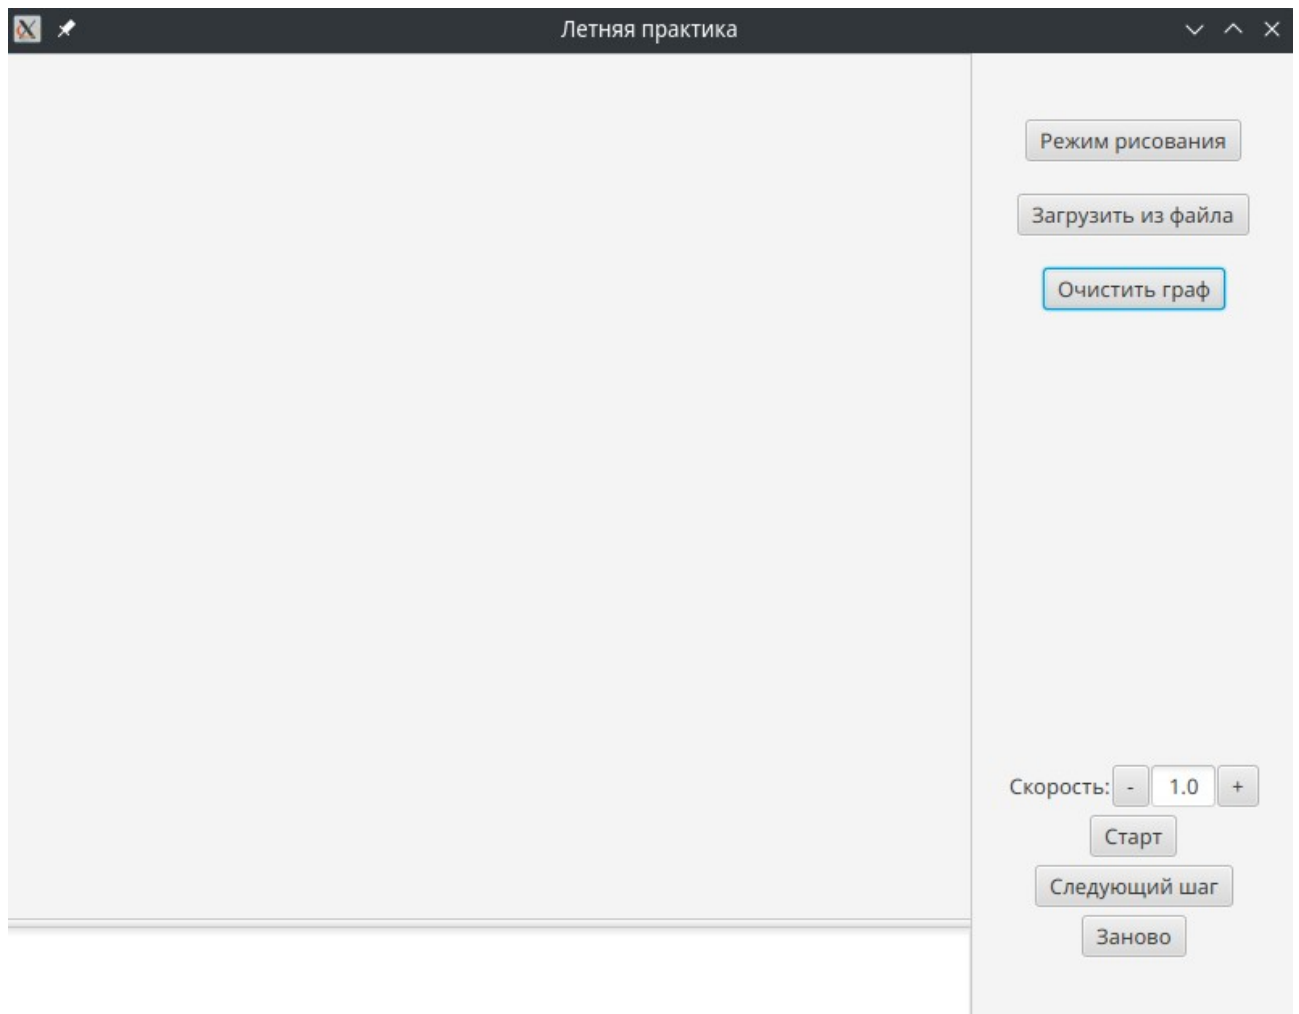 Летняя практика
Режим рисования
Загрузить из файла
Очистить граф
Скорость: - 1.0 +
Старт
Следующий шаг
Заново